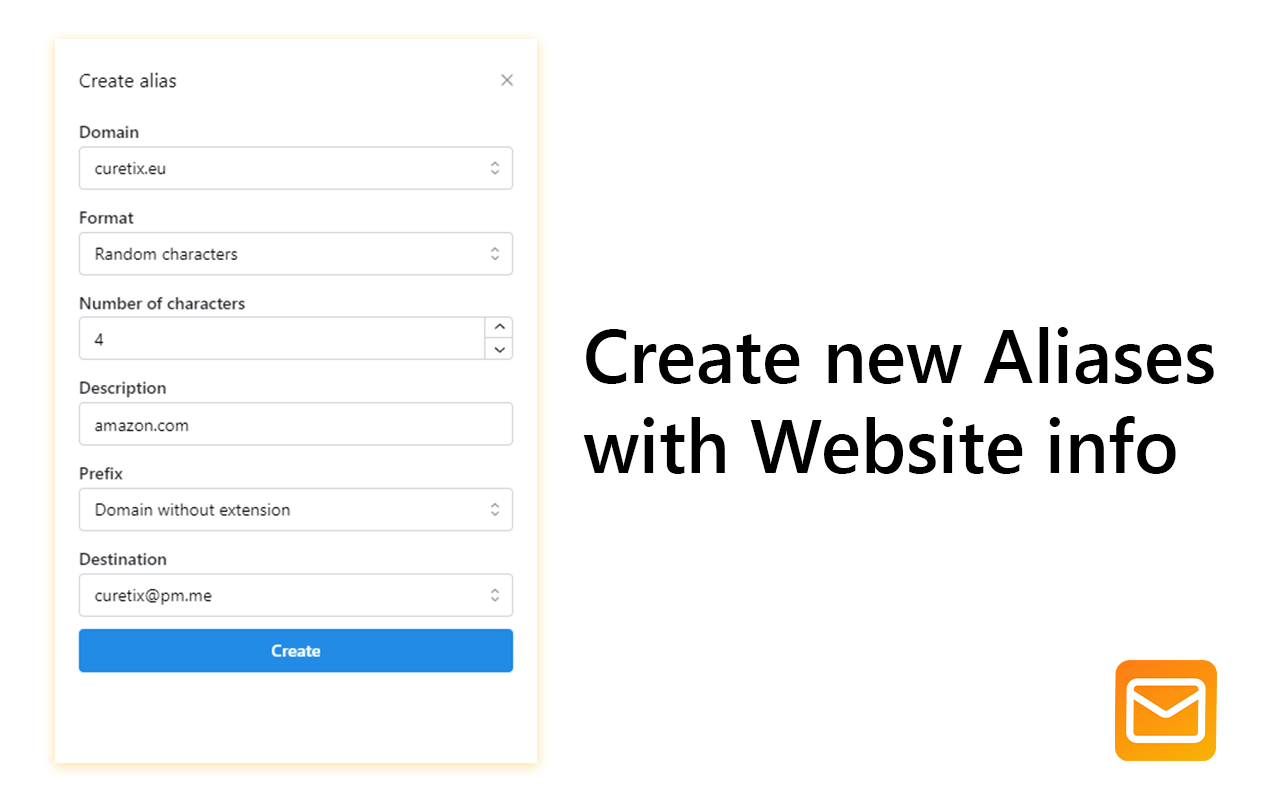 Create alias
Domain
curetix.eu
Format
Random characters
Number of characters
4
Description
amazon.com
Prefix
Domain without extension
Destination
curetix@pm.me
Create
Create new Aliases
with Website info